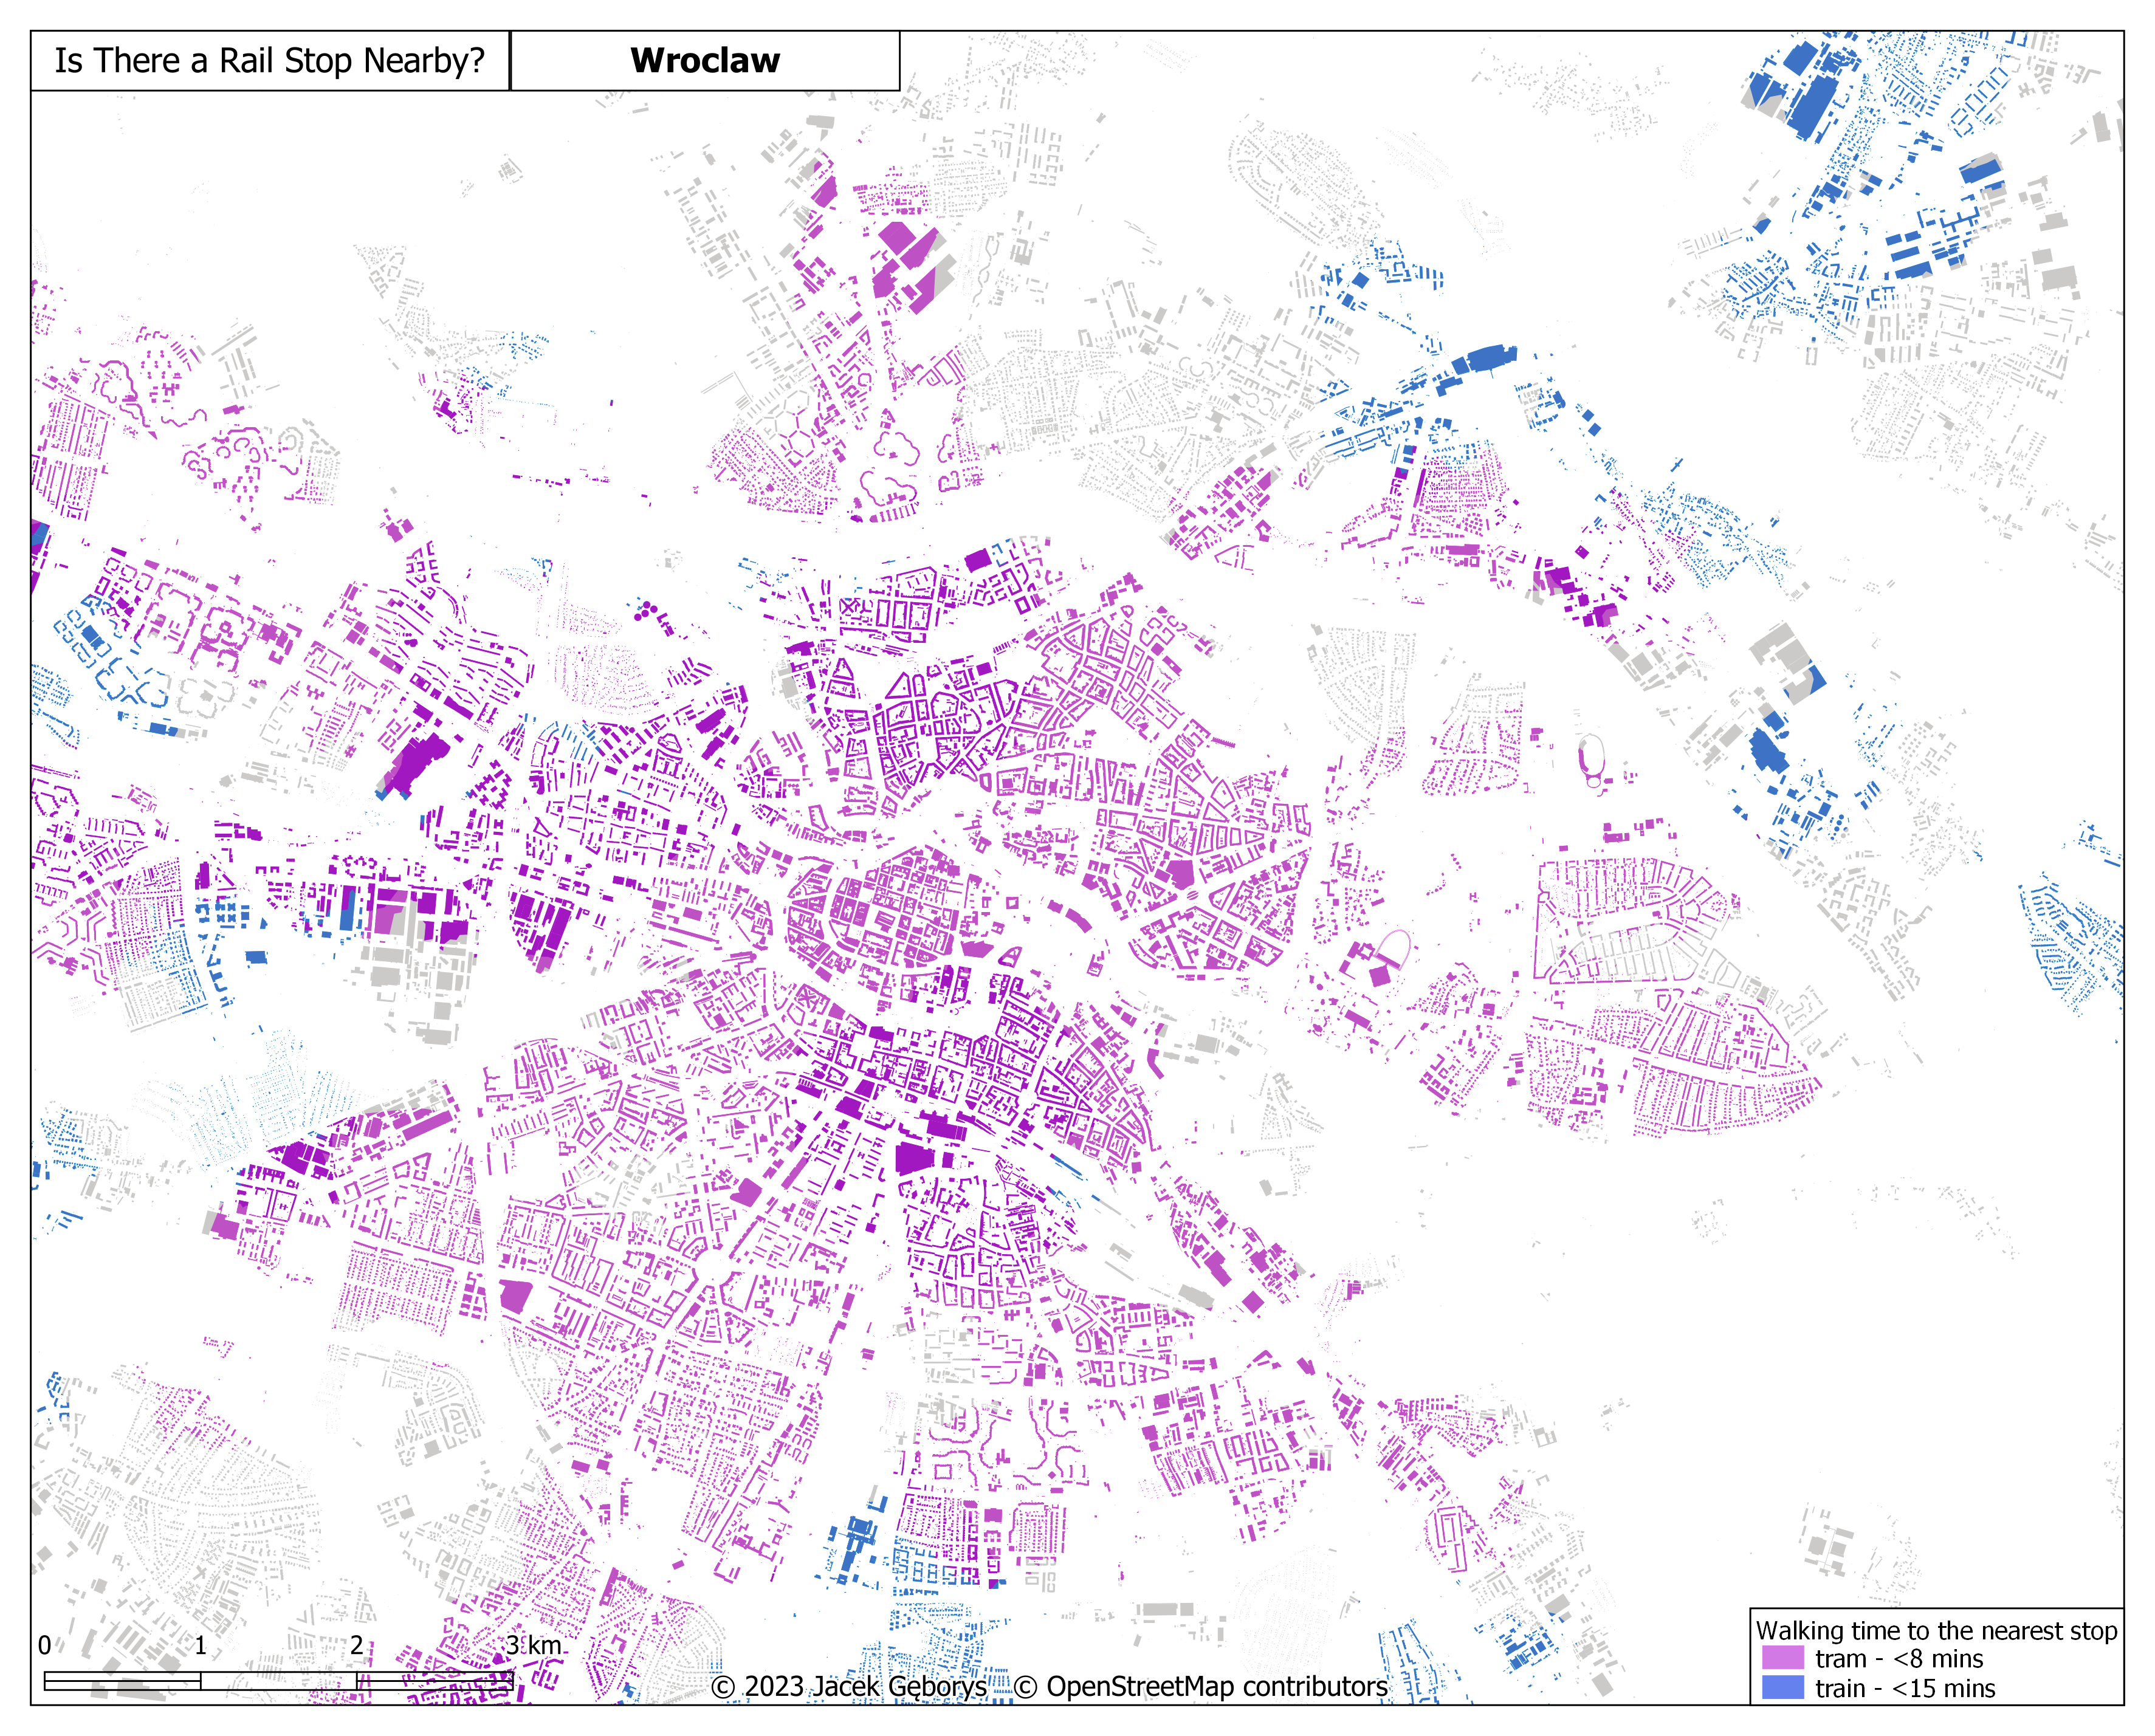 Is There a Rail Stop Nearby?
Wroclaw
0 1 2 3 km
© 2023 Jacek Gęborys © OpenStreetMap contributors
Walking time to the nearest stop
tram - <8 mins
train - <15 mins